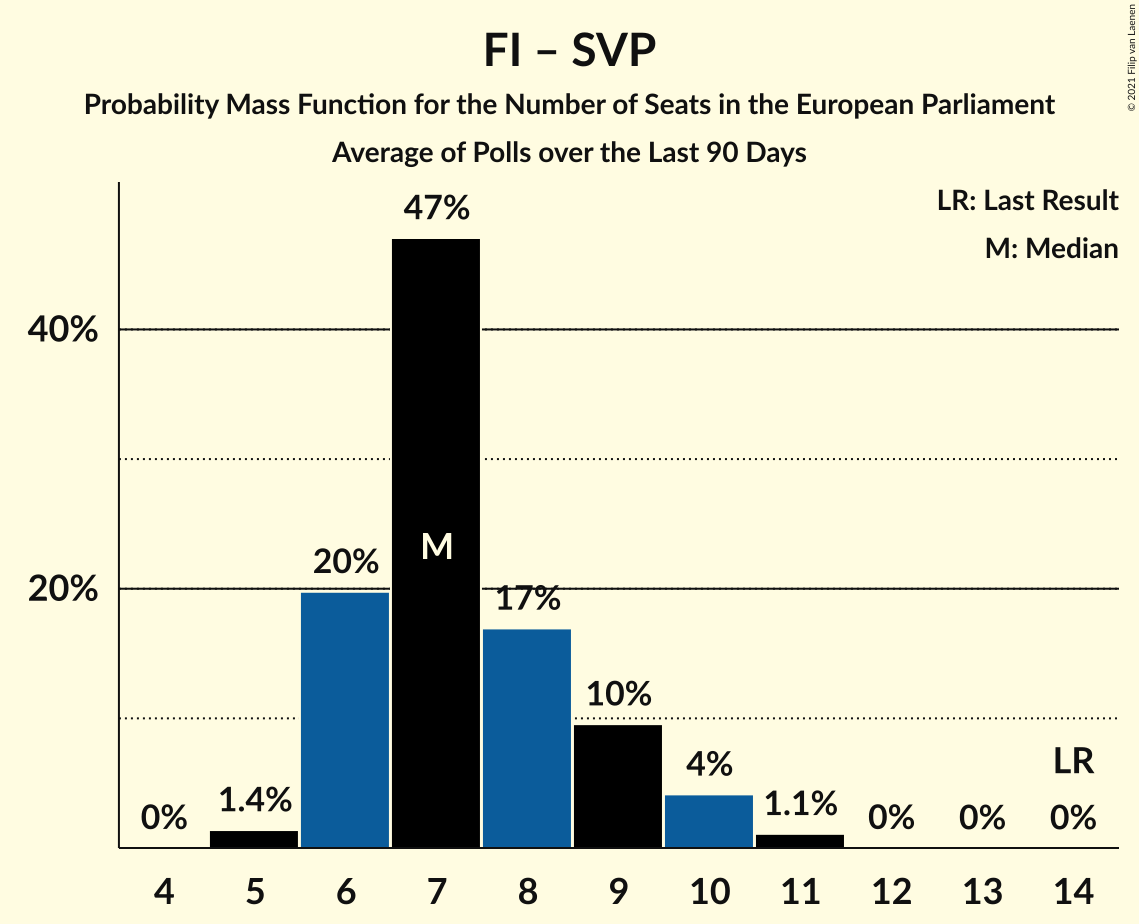 FI – SVP
Probability Mass Function for the Number of Seats in the European Parliament
Average of Polls over the Last 90 Days
© 2021 Filip van Laenen
LR: Last Result
M: Median
47%
40%
M
20%
20%
17%
10%
LR
4%
1.4%
1.1%
0%
0%
0%
0%
4 5 6 7 8 9 10 11 12 13 14